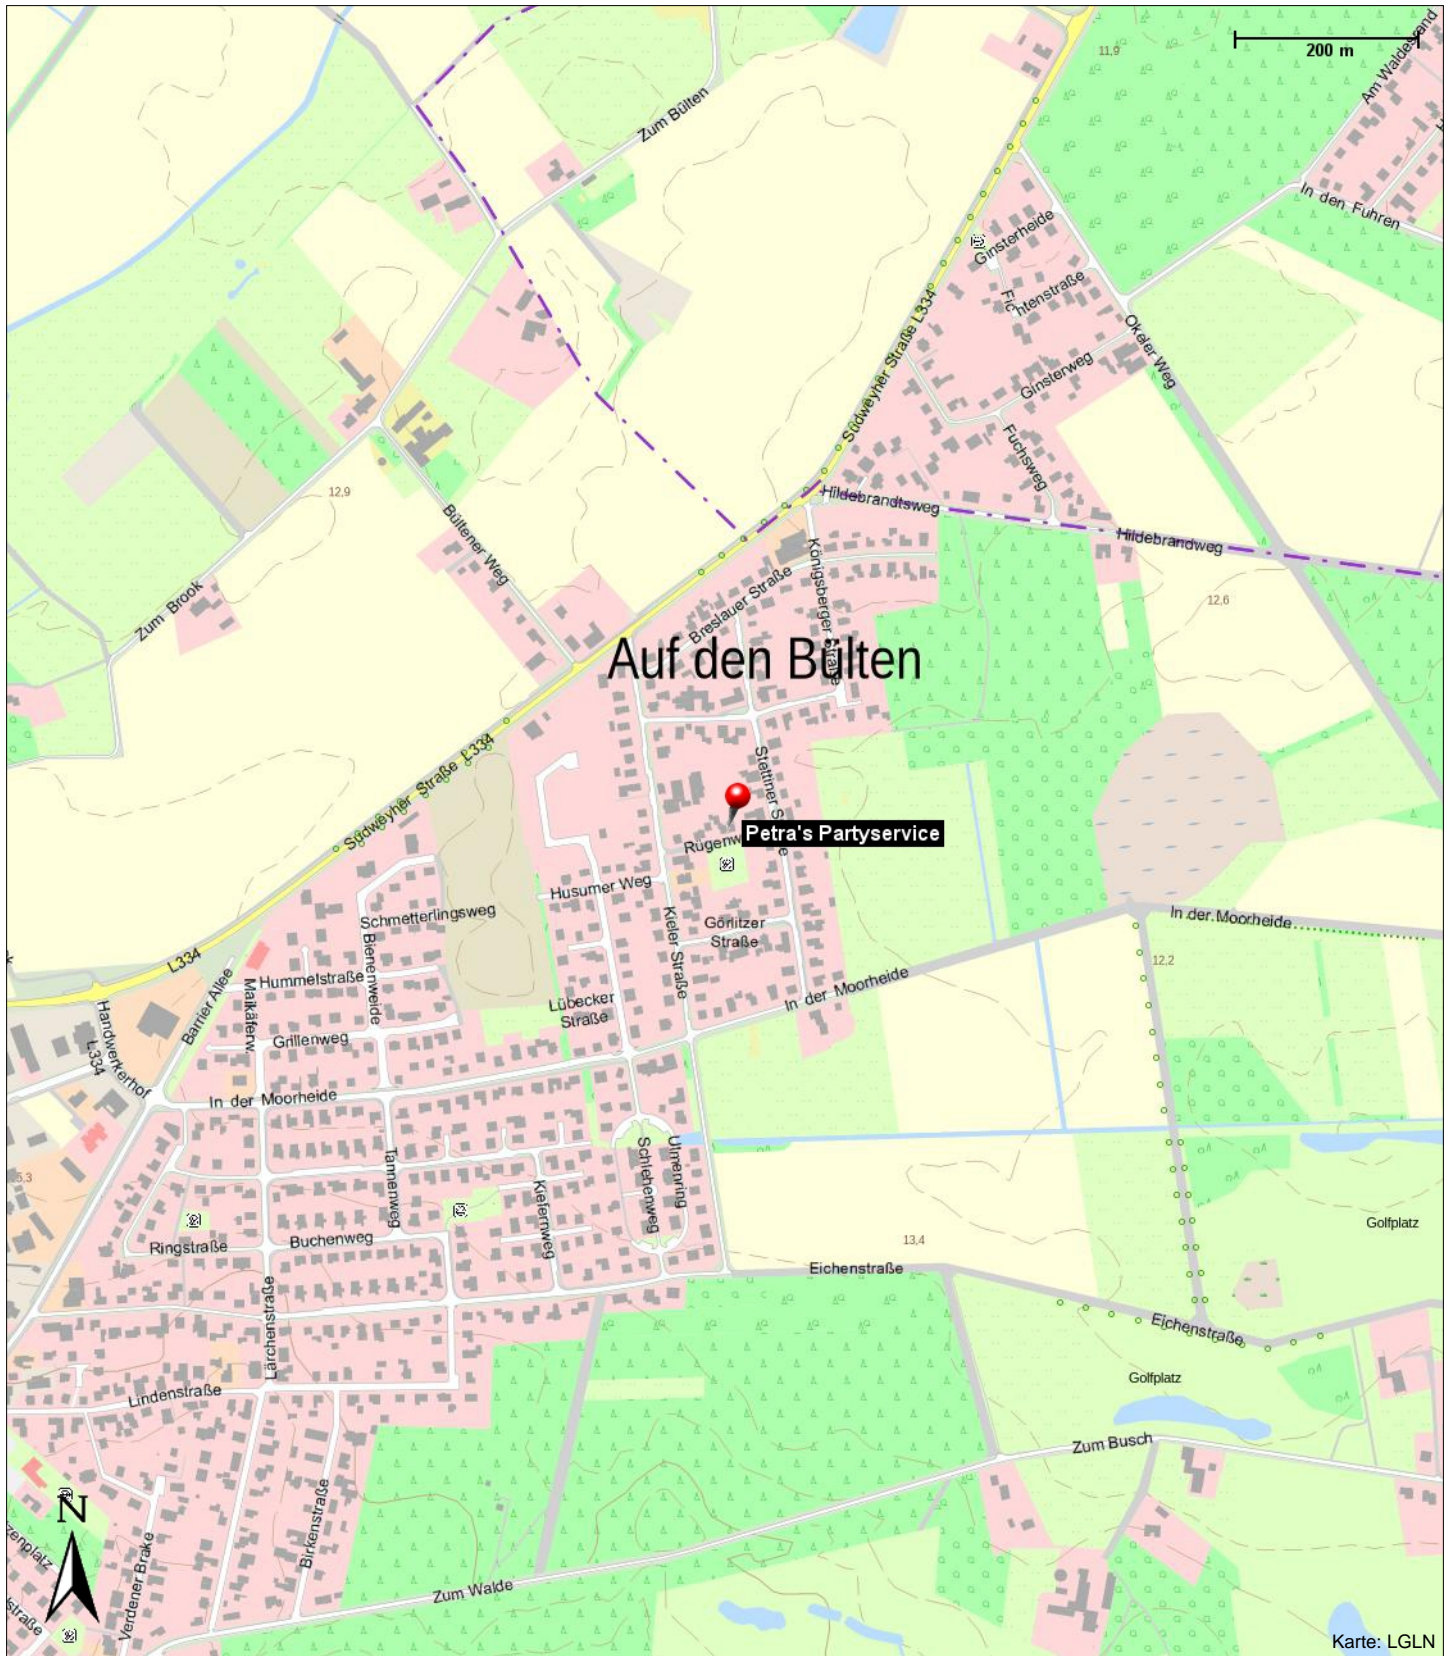 200 m
11,9
Am Waldesrand
Zum Bülten
In den Fuhren
Ginsterheide
Fichtenstraße
Okeler Weg
Südweyher Straße L334
Ginsterweg
Fuchsweg
12,9
Hildebrandtsweg
Hildebrandweg
Bültener Weg
Königsberger Straße
Breslauer Straße
Zum Brook
12,6
Auf den Bülten
Südweyher Straße L334
Stettiner S
e
Petra's Partyservice
Rügenw
Husumer Weg
Schmetterlingsweg
Bienenweide
Kieler Straße
Görlitzer
Straße
In der Moorheide
L334
12,2
Hummelstraße
Maikäferw.
Barrier Allee
In der Moorheide
Lübecker
Straße
Handwerkerhof
L334
Grillenweg
In der Moorheide
Tannenweg
Schlehenweg
Ulmenring
Kiefernweg
5,3
Golfplatz
Ringstraße
Buchenweg
13,4
Eichenstraße
Lärchenstraße
Eichenstraße
Golfplatz
Lindenstraße
Zum Busch
N
Birkenstraße
zenplatz
Verdener Brake
Zum Walde
straße
Karte: LGLN